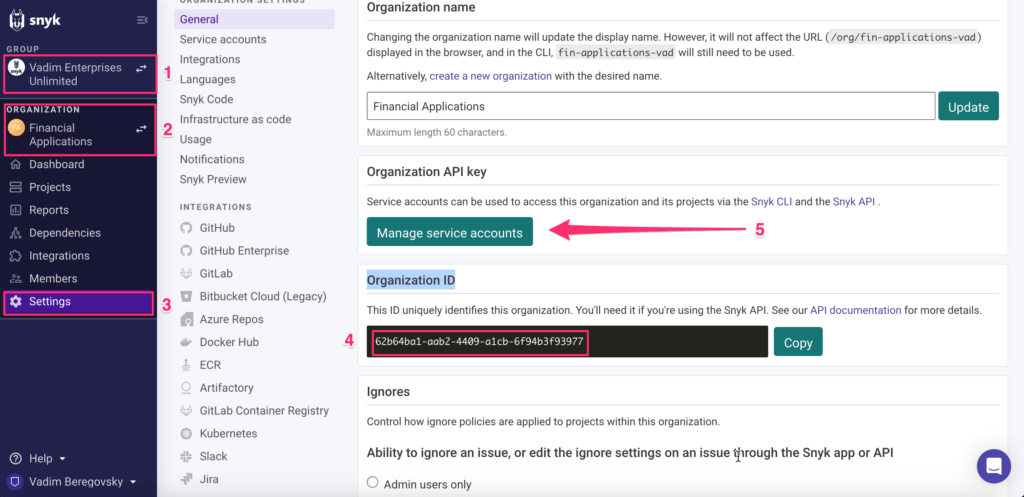 snyk
GROUP
snyk
Vadim Enterprises
Unlimited
1
ORGANIZATION
Financial
Applications
2
Dashboard
Projects
Reports
Dependencies
Integrations
Members
Settings
3
Help
Vadim Beregovsky
ORGANIZATION SETTINGS
General
Service accounts
Integrations
Languages
Snyk Code
Infrastructure as code
Usage
Notifications
Snyk Preview
INTEGRATIONS
GitHub
GitHub Enterprise
GitLab
Bitbucket Cloud (Legacy)
Azure Repos
Docker Hub
ECR
Artifactory
GitLab Container Registry
Kubernetes
Slack
Jira
Organization name
Changing the organization name will update the display name. However, it will not affect the URL (/org/fin-applications-vad)
displayed in the browser, and in the CLI, fin-applications-vad will still need to be used.
Alternatively, create a new organization with the desired name.
Financial Applications
Update
Maximum length 60 characters.
Organization API key
Service accounts can be used to access this organization and its projects via the Snyk CLI and the Snyk API .
Manage service accounts
5
Organization ID
This ID uniquely identifies this organization. You'll need it if you're using the Snyk API. See our API documentation for more details.
4
62b64ba1-aab2-4409-a1cb-6f94b3f93977
Copy
Ignores
Control how ignore policies are applied to projects within this organization.
Ability to ignore an issue, or edit the ignore settings on an issue through the Snyk app or API
Admin users only